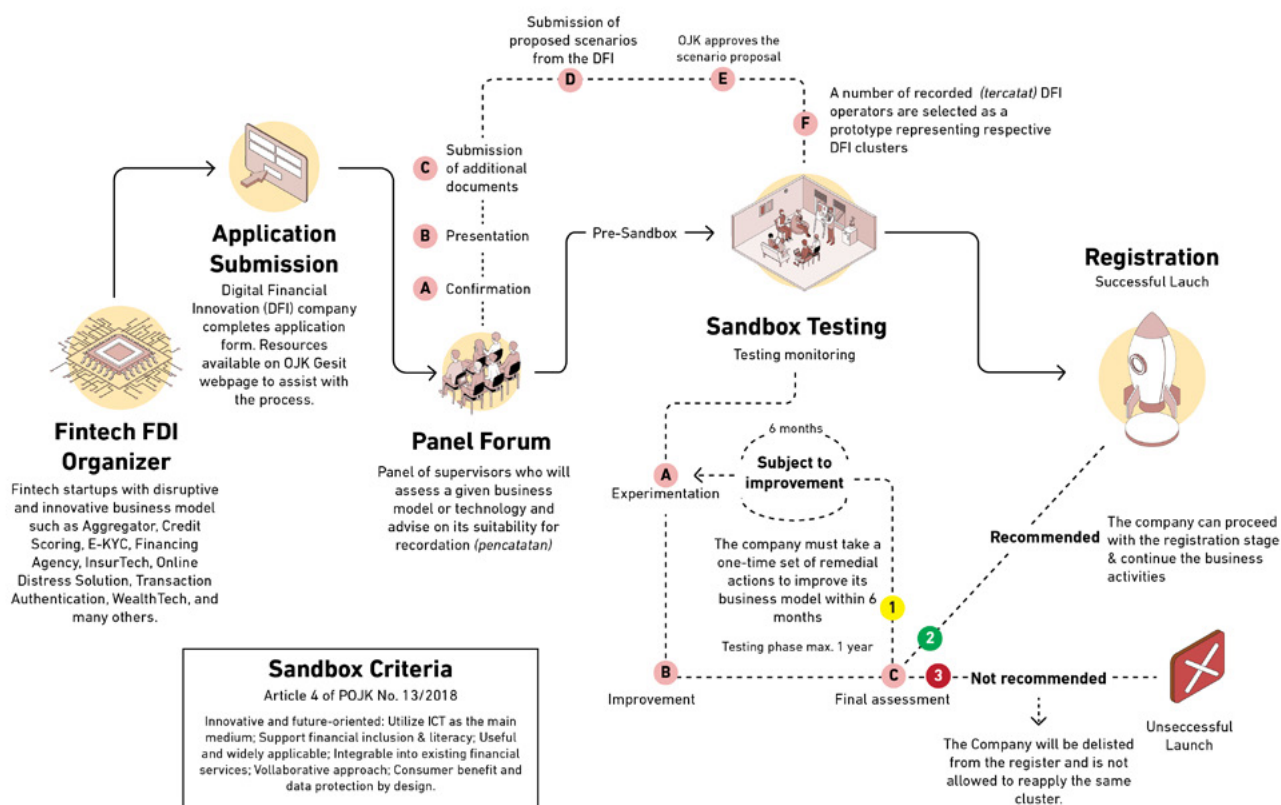 Submission of
proposed scenarios
from the DFI
D
OJK approves the
scenario proposal
E
F
A number of recorded (tercatat) DFI
operators are selected as a
prototype representing respective
DFI clusters
C
Submission
of additional
documents
B
Presentation
A
Confirmation
Pre-Sandbox
Application
Submission
Digital Financial
Innovation (DFI) company
completes application
form. Resources
available on OJK Gesit
webpage to assist with
the process.
Fintech FDI
Organizer
Fintech startups with disruptive
and innovative business model
such as Aggregator, Credit
Scoring, E-KYC, Financing
Agency, InsurTech, Online
Distress Solution, Transaction
Authentication, WealthTech, and
many others.
Panel Forum
Panel of supervisors who will
assess a given business
model or technology and
advise on its suitability for
recordation (pencatatan)
Sandbox Testing
Testing monitoring
Registration
Successful Lauch
A
Experimentation
6 months
Subject to
improvement
The company must take a
one-time set of remedial
actions to improve its
business model within 6
months
1
Testing phase max. 1 year
B
Improvement
C
Final assessment
2
Recommended
The company can proceed
with the registration stage
& continue the business
activities
3
Not recommended
Unseccessful
Launch
The Company will be delisted
from the register and is not
allowed to reapply the same
cluster.
Sandbox Criteria
Article 4 of POJK No. 13/2018
Innovative and future-oriented: Utilize ICT as the main
medium; Support financial inclusion & literacy; Useful
and widely applicable; Integrable into existing financial
services; Vollaborative approach; Consumer benefit and
data protection by design.